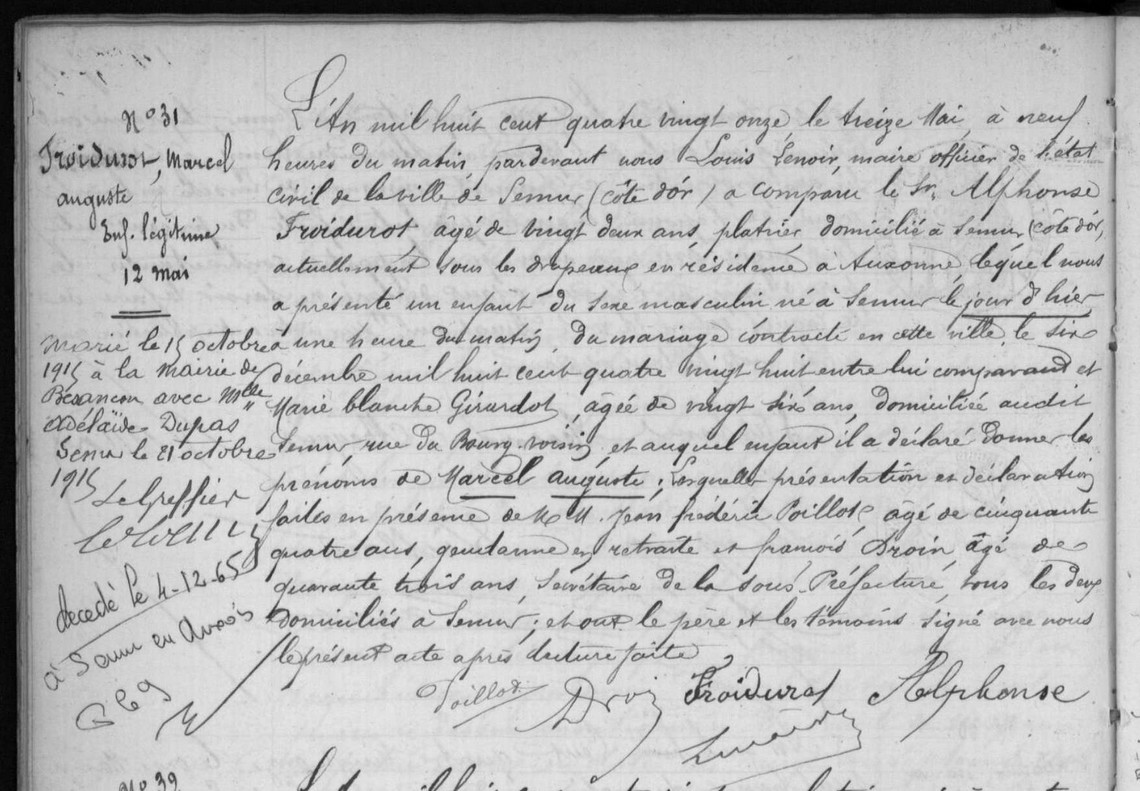 N° 31
Froidurot, Marcel
auguste
Enf. légitime
12 mai
L'An mil huit cent quatre vingt onze le treize Mai, à neuf
heures du matin, pardevant nous Louis Lenoir, maire officier de l'état
civil de la ville de Semur (côte d'or) a comparu le Sr. Alphonse
Froidurot âgé de vingt deux ans, platrier domicilié à Semur (côte d'or,
actuellement sous les drapeaux en résidence a Auxonne lequel nous
a présenté un enfant du sexe masculin né à Semur le jour d'hier
a une heure du matin, du mariage contracté en cette ville le six
décembre mil huit cent quatre vingt huit entre lui comparant et
Marie blanche Girardot, âgée de vingt six ans, domiciliée audit
Semur rue du Bourg-voisin, et auquel enfant il a déclaré donner les
prénoms de Marcel auguste; Lesquelles présentation et déclaration
faites en présence de M M. Jean frédéric Poillot, âgé de cinquante
quatre ans, gendarme en retraite et francois Droin âgé de
quarante trois ans, Secrétaire de la sous-Préfecture, tous les deux
domiciliés à Semur; et ont le père et les témoins signé avec nous
le présent acte après lecture faite
Poillot Droin Froidurot Alphonse
marié le 15 octobre
1915 à la mairie de
Besançon avec Mlle
Adélaïde Dupas
Semur le 21 octobre
1915
Le Greffier
décédé le 4-12-65
à Semur en Auxois
N° 32